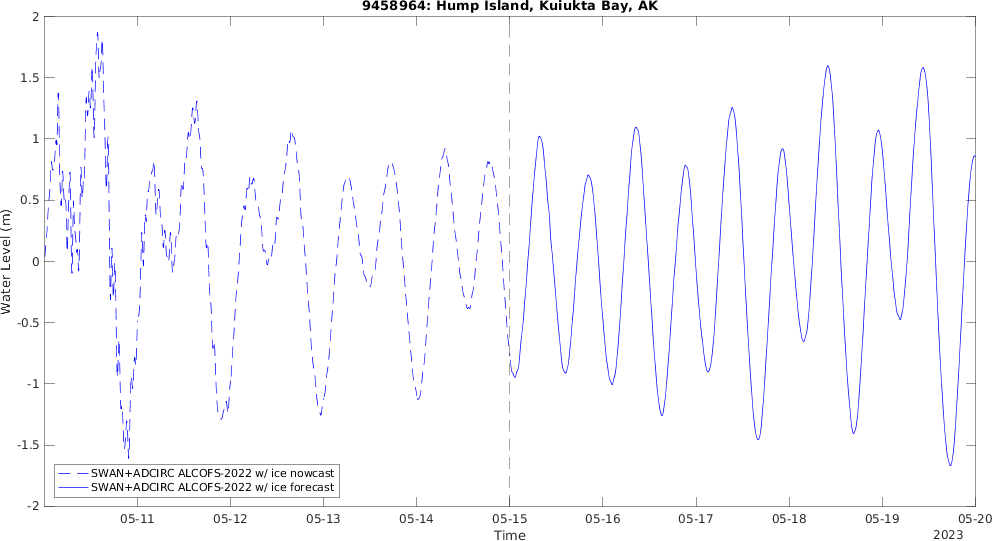 9458964: Hump Island, Kuiukta Bay, AK
Water Level (m)
2
1.5
1
0.5
0
-0.5
-1
-1.5
-2
SWAN+ADCIRC ALCOFS-2022 w/ ice nowcast
SWAN+ADCIRC ALCOFS-2022 w/ ice forecast
05-11 05-12 05-13 05-14 05-15 05-16 05-17 05-18 05-19 05-20
Time
2023